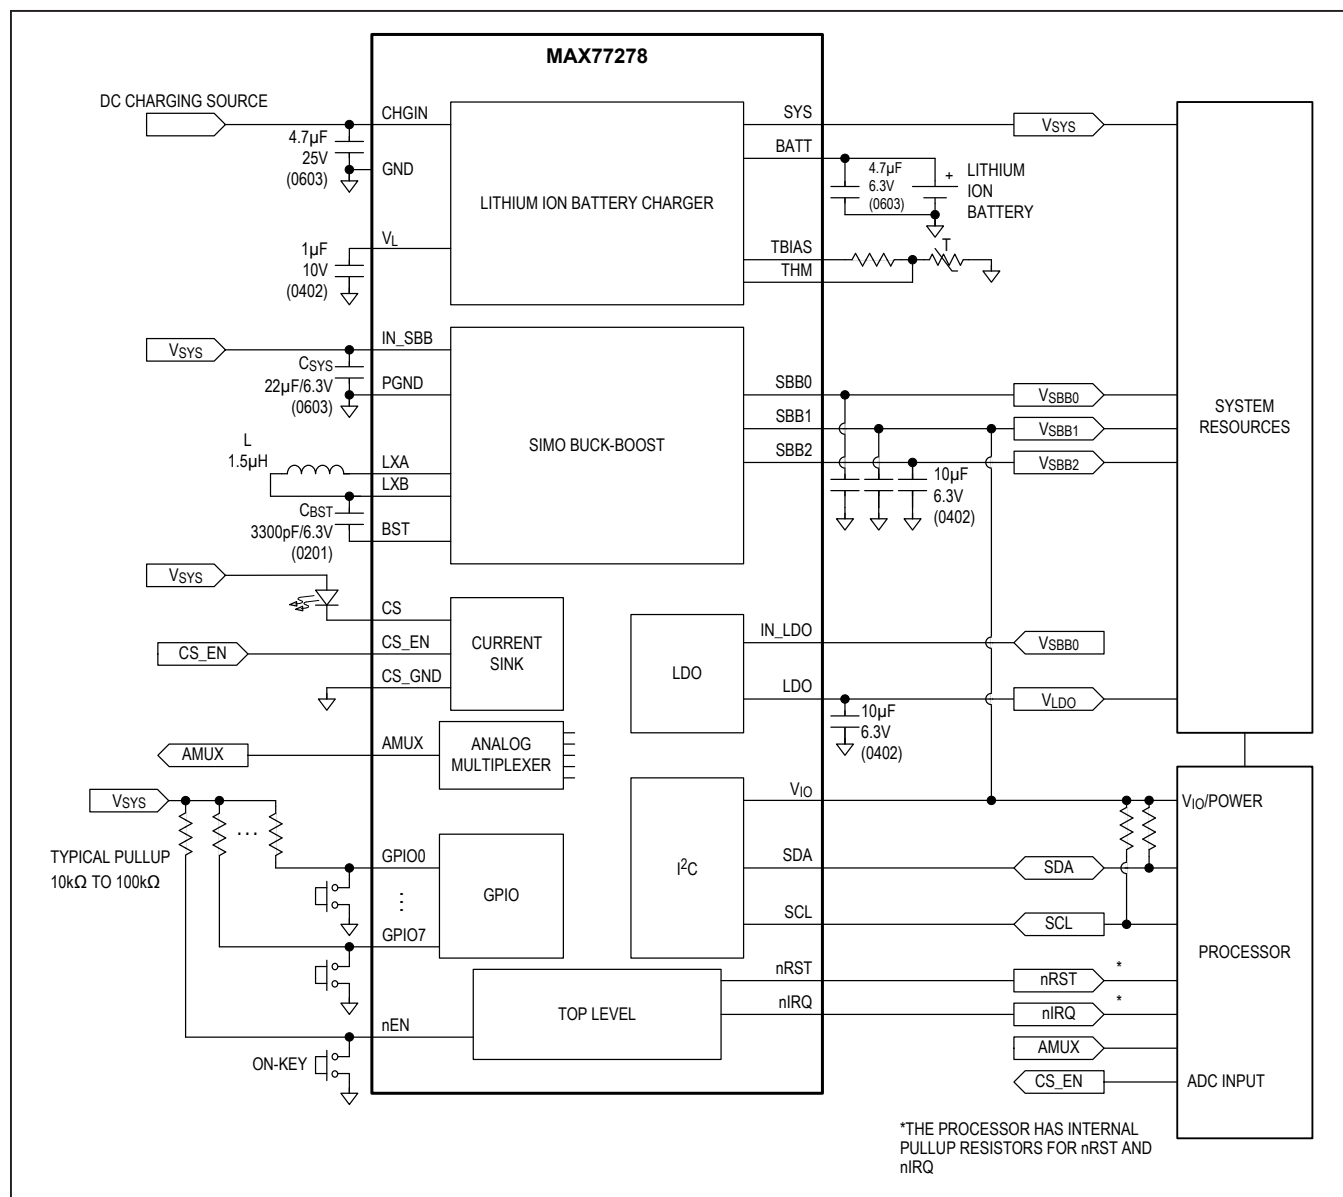 MAX77278
DC CHARGING SOURCE
4.7µF
25V
(0603)
CHGIN
GND
1µF
10V
(0402)
VL
LITHIUM ION BATTERY CHARGER
SYS
BATT
TBIAS
THM
VSYS
4.7µF
6.3V
(0603)
+
LITHIUM
ION
BATTERY
T
VSYS
CSYS
22µF/6.3V
(0603)
IN_SBB
PGND
L
1.5µH
LXA
LXB
CBST
3300pF/6.3V
(0201)
BST
SIMO BUCK-BOOST
SBB0
SBB1
SBB2
10µF
6.3V
(0402)
VSBB0
VSBB1
VSBB2
SYSTEM
RESOURCES
VSYS
CS_EN
CS
CS_EN
CS_GND
CURRENT
SINK
LDO
IN_LDO
LDO
10µF
6.3V
(0402)
VSBB0
VLDO
AMUX
AMUX
ANALOG
MULTIPLEXER
VSYS
...
TYPICAL PULLUP
10kΩ TO 100kΩ
GPIO0
...
GPIO7
GPIO
I2C
VIO
SDA
SCL
SDA
SCL
VIO/POWER
PROCESSOR
ADC INPUT
nEN
ON-KEY
TOP LEVEL
nRST
nIRQ
nRST
*
nIRQ
*
AMUX
CS_EN
*THE PROCESSOR HAS INTERNAL
PULLUP RESISTORS FOR nRST AND
nIRQ